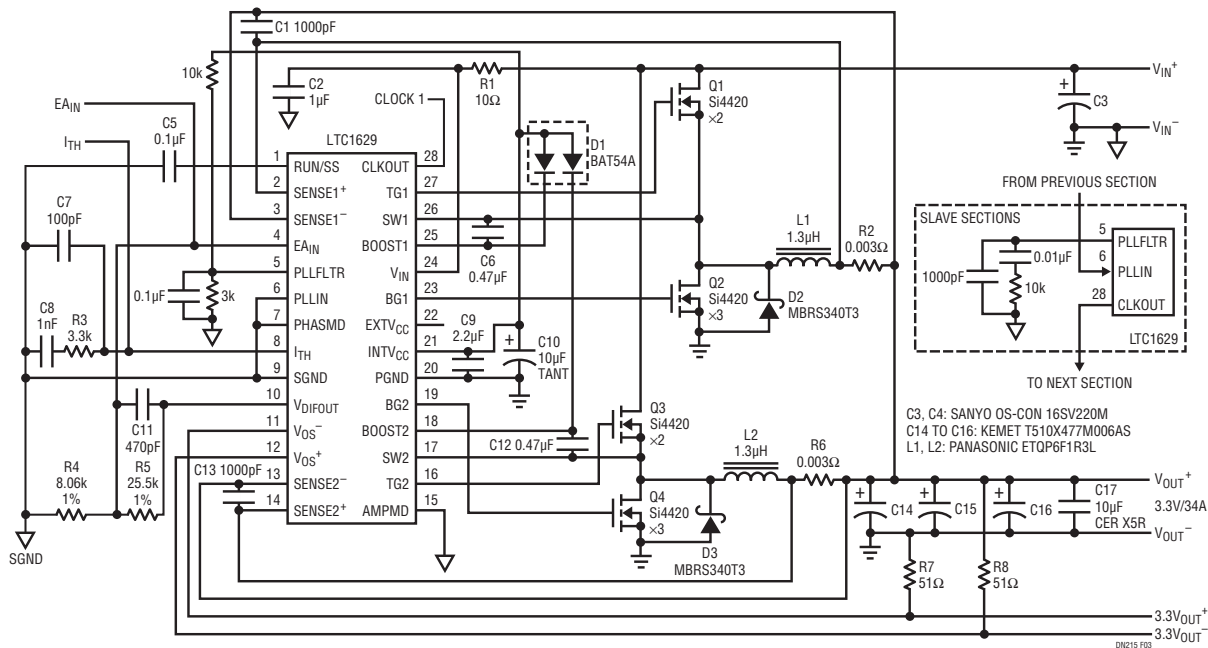 C1 1000pF
10k
EAIN
ITH
C5
0.1µF
C7
100pF
0.1µF
3k
C8
1nF
R3
3.3k
C11
470pF
R4
8.06k
1%
R5
25.5k
1%
C13 1000pF
SGND
C2
1µF
R1
10Ω
CLOCK 1
LTC1629
1 RUN/SS
2 SENSE1+
3 SENSE1−
4 EAIN
5 PLLFLTR
6 PLLIN
7 PHASMD
8 ITH
9 SGND
10 VDIFOUT
11 VOS−
12 VOS+
13 SENSE2−
14 SENSE2+
CLKOUT 28
TG1 27
SW1 26
BOOST1 25
VIN 24
BG1 23
EXTVCC 22
INTVCC 21
PGND 20
BG2 19
BOOST2 18
SW2 17
TG2 16
AMPMD 15
D1
BAT54A
C6
0.47µF
C9
2.2µF
C10
10µF
TANT
C12 0.47µF
Q1
Si4420
×2
Q2
Si4420
×3
D2
MBRS340T3
L1
1.3µH
R2
0.003Ω
Q3
Si4420
×2
Q4
Si4420
×3
D3
MBRS340T3
L2
1.3µH
R6
0.003Ω
C3
VIN+
VIN−
FROM PREVIOUS SECTION
SLAVE SECTIONS
1000pF
0.01µF
10k
5 PLLFLTR
6 PLLIN
28 CLKOUT
LTC1629
TO NEXT SECTION
C3, C4: SANYO OS-CON 16SV220M
C14 TO C16: KEMET T510X477M006AS
L1, L2: PANASONIC ETQP6F1R3L
C14
C15
C16
C17
10µF
CER X5R
VOUT+
3.3V/34A
VOUT−
R7
51Ω
R8
51Ω
3.3VOUT+
3.3VOUT−
DN215 F03